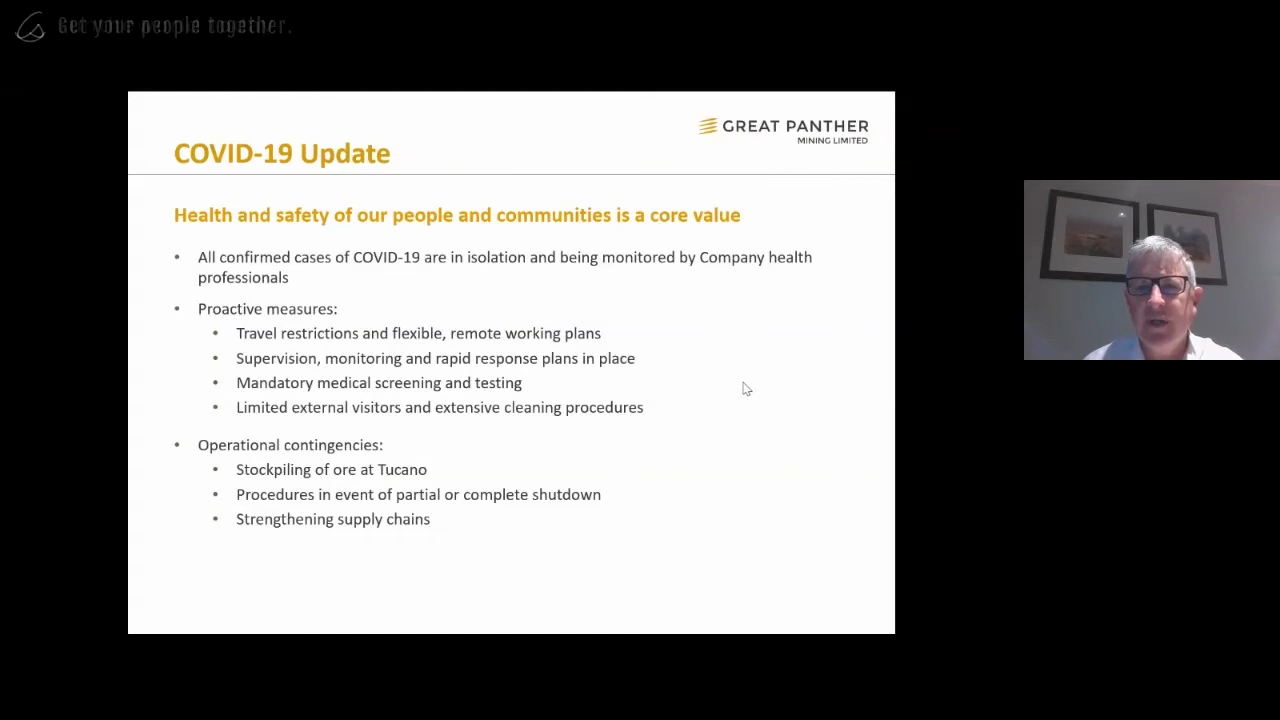 Get your people together.
GREAT PANTHER
MINING LIMITED
COVID-19 Update
Health and safety of our people and communities is a core value
• All confirmed cases of COVID-19 are in isolation and being monitored by Company health
professionals
• Proactive measures:
• Travel restrictions and flexible, remote working plans
• Supervision, monitoring and rapid response plans in place
• Mandatory medical screening and testing
• Limited external visitors and extensive cleaning procedures
• Operational contingencies:
• Stockpiling of ore at Tucano
• Procedures in event of partial or complete shutdown
• Strengthening supply chains